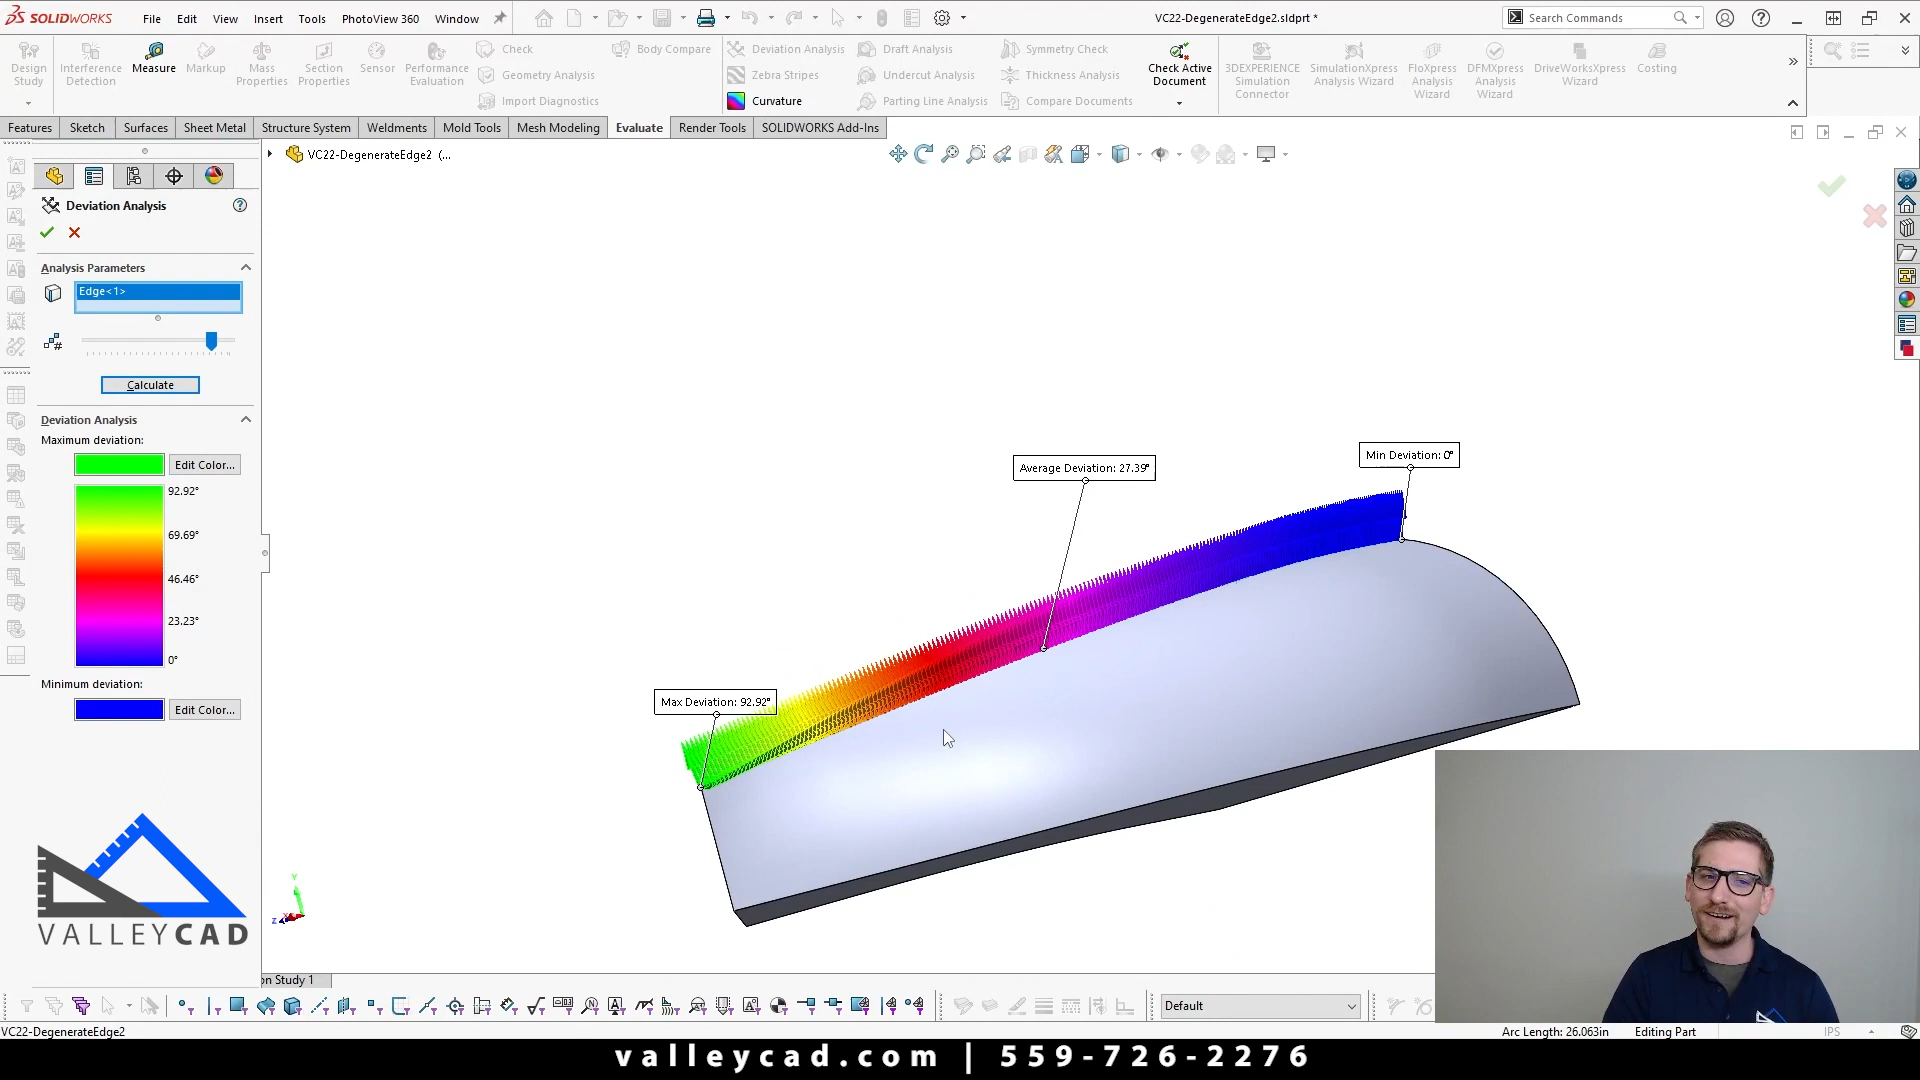 SOLIDWORKS File Edit View Insert Tools PhotoView 360 Window VC22-DegenerateEdge2.sldprt * Search Commands
Design Study
Interference Detection
Measure
Markup
Mass Properties
Section Properties
Sensor
Performance Evaluation
Check
Geometry Analysis
Import Diagnostics
Body Compare
Deviation Analysis
Zebra Stripes
Curvature
Draft Analysis
Undercut Analysis
Parting Line Analysis
Symmetry Check
Thickness Analysis
Compare Documents
Check Active Document
3DEXPERIENCE Simulation Connector
SimulationXpress Analysis Wizard
FloXpress Analysis Wizard
DFMXpress Analysis Wizard
DriveWorksXpress Wizard
Costing
Features Sketch Surfaces Sheet Metal Structure System Weldments Mold Tools Mesh Modeling Evaluate Render Tools SOLIDWORKS Add-Ins
VC22-DegenerateEdge2 (...
Deviation Analysis
Analysis Parameters
Edge<1>
Calculate
Deviation Analysis
Maximum deviation:
Edit Color...
92.92°
69.69°
46.46°
23.23°
0°
Minimum deviation:
Edit Color...
Min Deviation: 0°
Average Deviation: 27.39°
Max Deviation: 92.92°
Y
Z
VALLEYCAD
on Study 1
Default
VC22-DegenerateEdge2
Arc Length: 26.063in Editing Part IPS
valleycad.com | 559-726-2276